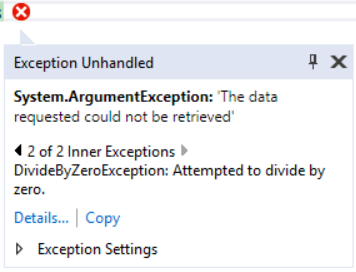 Exception Unhandled
System.ArgumentException: 'The data
requested could not be retrieved'
2 of 2 Inner Exceptions
DivideByZeroException: Attempted to divide by
zero.
Details... | Copy
Exception Settings